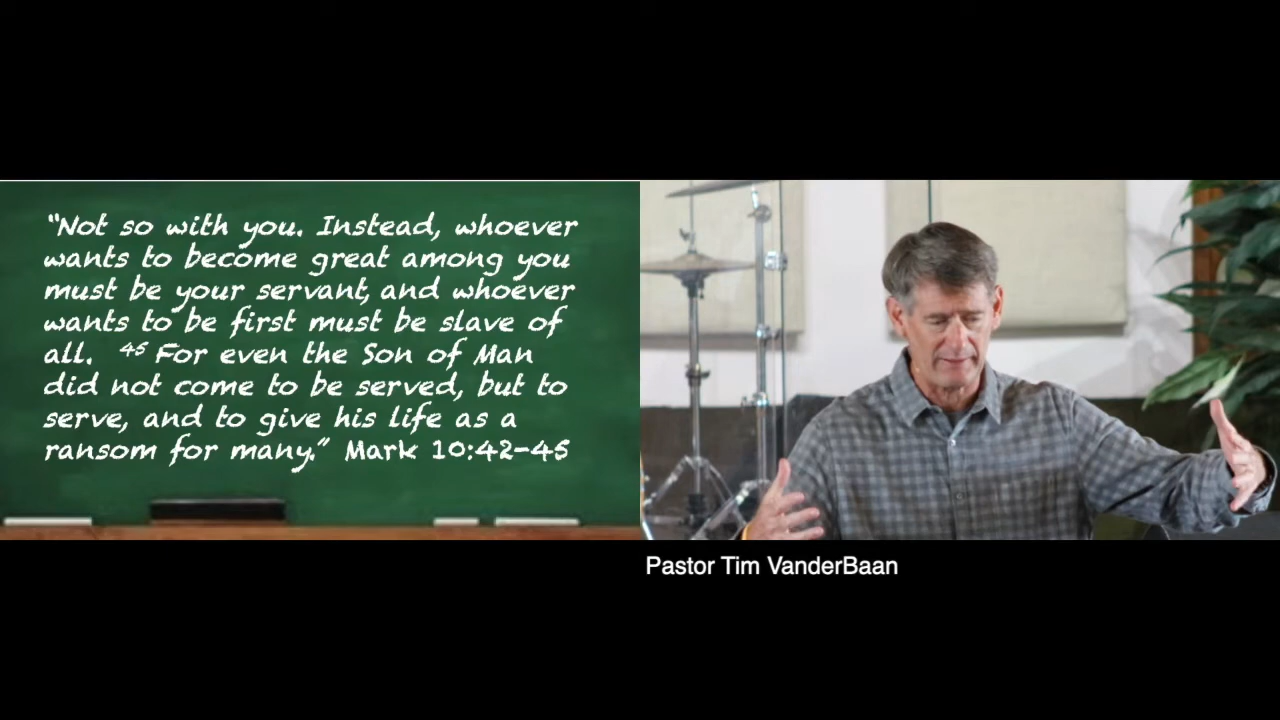 “Not so with you. Instead, whoever
wants to become great among you
must be your servant, and whoever
wants to be first must be slave of
all. 45 For even the Son of Man
did not come to be served, but to
serve, and to give his life as a
ransom for many.” Mark 10:42-45
Pastor Tim VanderBaan